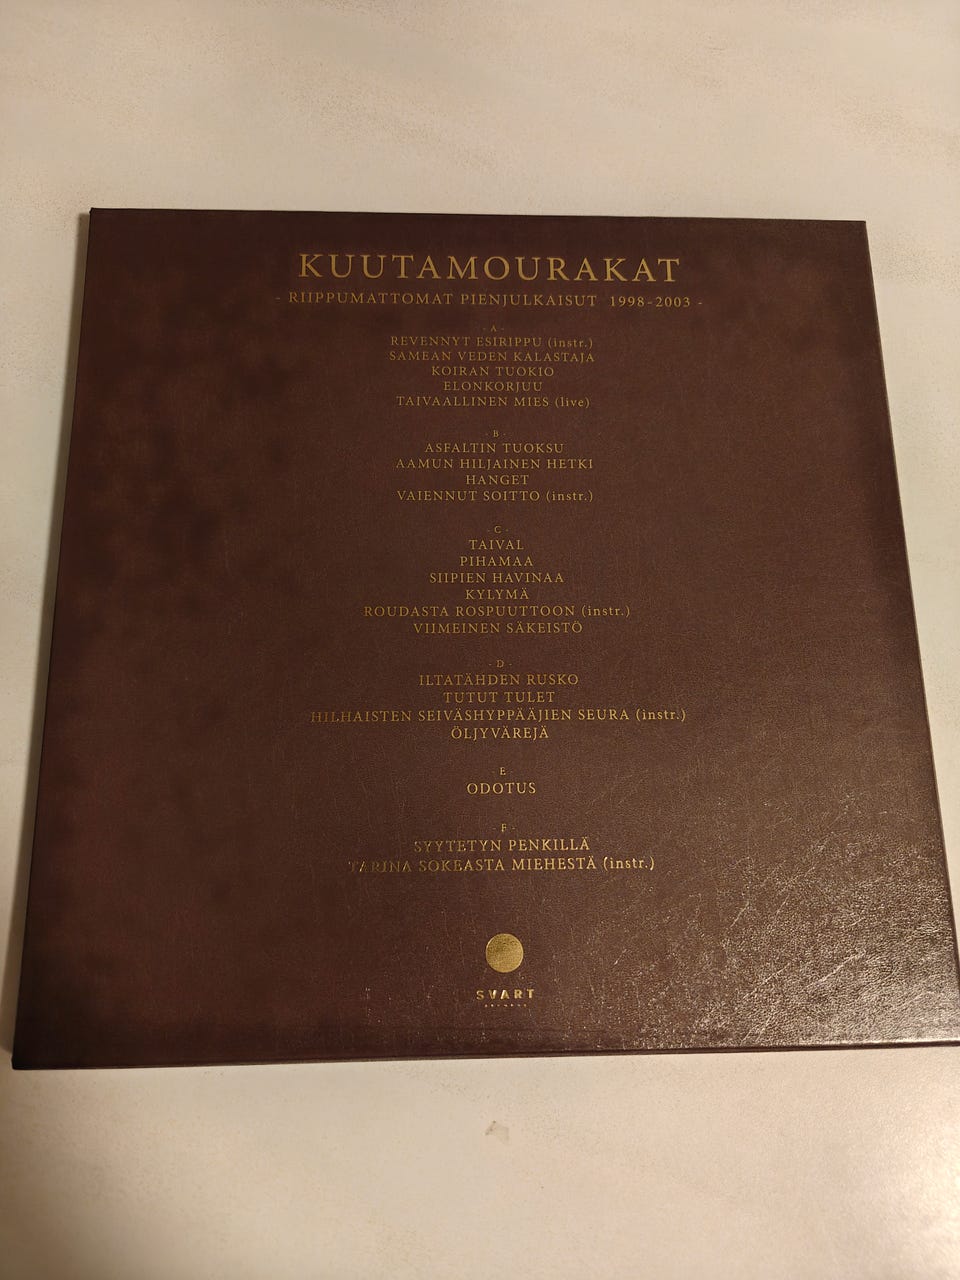 KUUTAMOURAKAT
- RIIPPUMATTOMAT PIENJULKAISUT 1998-2003 -
- A -
REVENNYT ESIRIPPU (instr.)
SAMEAN VEDEN KALASTAJA
KOIRAN TUOKIO
ELONKORJUU
TAIVAALLINEN MIES (live)
- B -
ASFALTIN TUOKSU
AAMUN HILJAINEN HETKI
HANGET
VAIENNUT SOITTO (instr.)
- C -
TAIVAL
PIHAMAA
SIIPIEN HAVINAA
KYLYMÄ
ROUDASTA ROSPUUTTOON (instr.)
VIIMEINEN SÄKEISTÖ
- D -
ILTATÄHDEN RUSKO
TUTUT TULET
HILHAISTEN SEIVÄSHYPPÄÄJIEN SEURA (instr.)
ÖLJYVÄREJÄ
- E -
ODOTUS
- F -
SYYTETYN PENKILLÄ
TARINA SOKEASTA MIEHESTÄ (instr.)
SVART
RECORDS